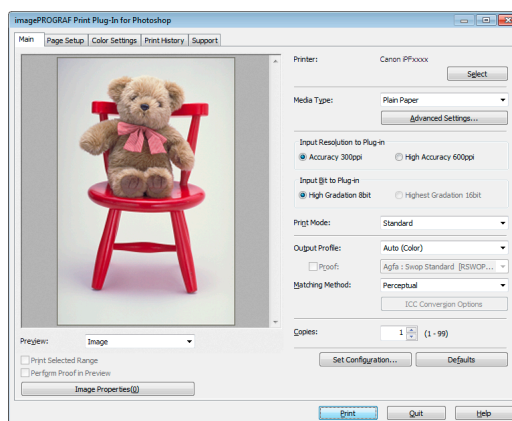 imagePROGRAF Print Plug-In for Photoshop
Main Page Setup Color Settings Print History Support
Printer: Canon iPFxxxx
Select
Media Type: Plain Paper
Advanced Settings...
Input Resolution to Plug-in
Accuracy 300ppi High Accuracy 600ppi
Input Bit to Plug-in
High Gradation 8bit Highest Gradation 16bit
Print Mode: Standard
Output Profile: Auto (Color)
Proof: Agfa : Swop Standard [RSWOP...
Matching Method: Perceptual
ICC Conversion Options
Copies: 1 (1 - 99)
Preview: Image
Print Selected Range
Perform Proof in Preview
Image Properties(0)
Set Configuration... Defaults
Print Quit Help